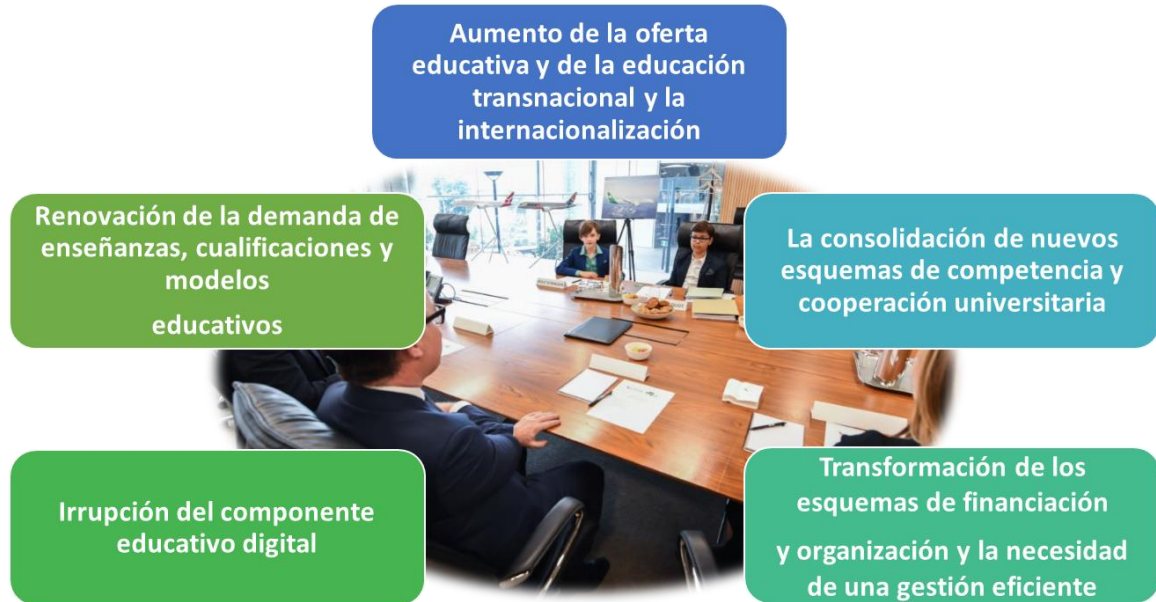 Aumento de la oferta
educativa y de la educación
transnacional y la
internacionalización
Renovación de la demanda de
enseñanzas, cualificaciones y
modelos
educativos
La consolidación de nuevos
esquemas de competencia y
cooperación universitaria
Irrupción del componente
educativo digital
Transformación de los
esquemas de financiación
y organización y la necesidad
de una gestión eficiente